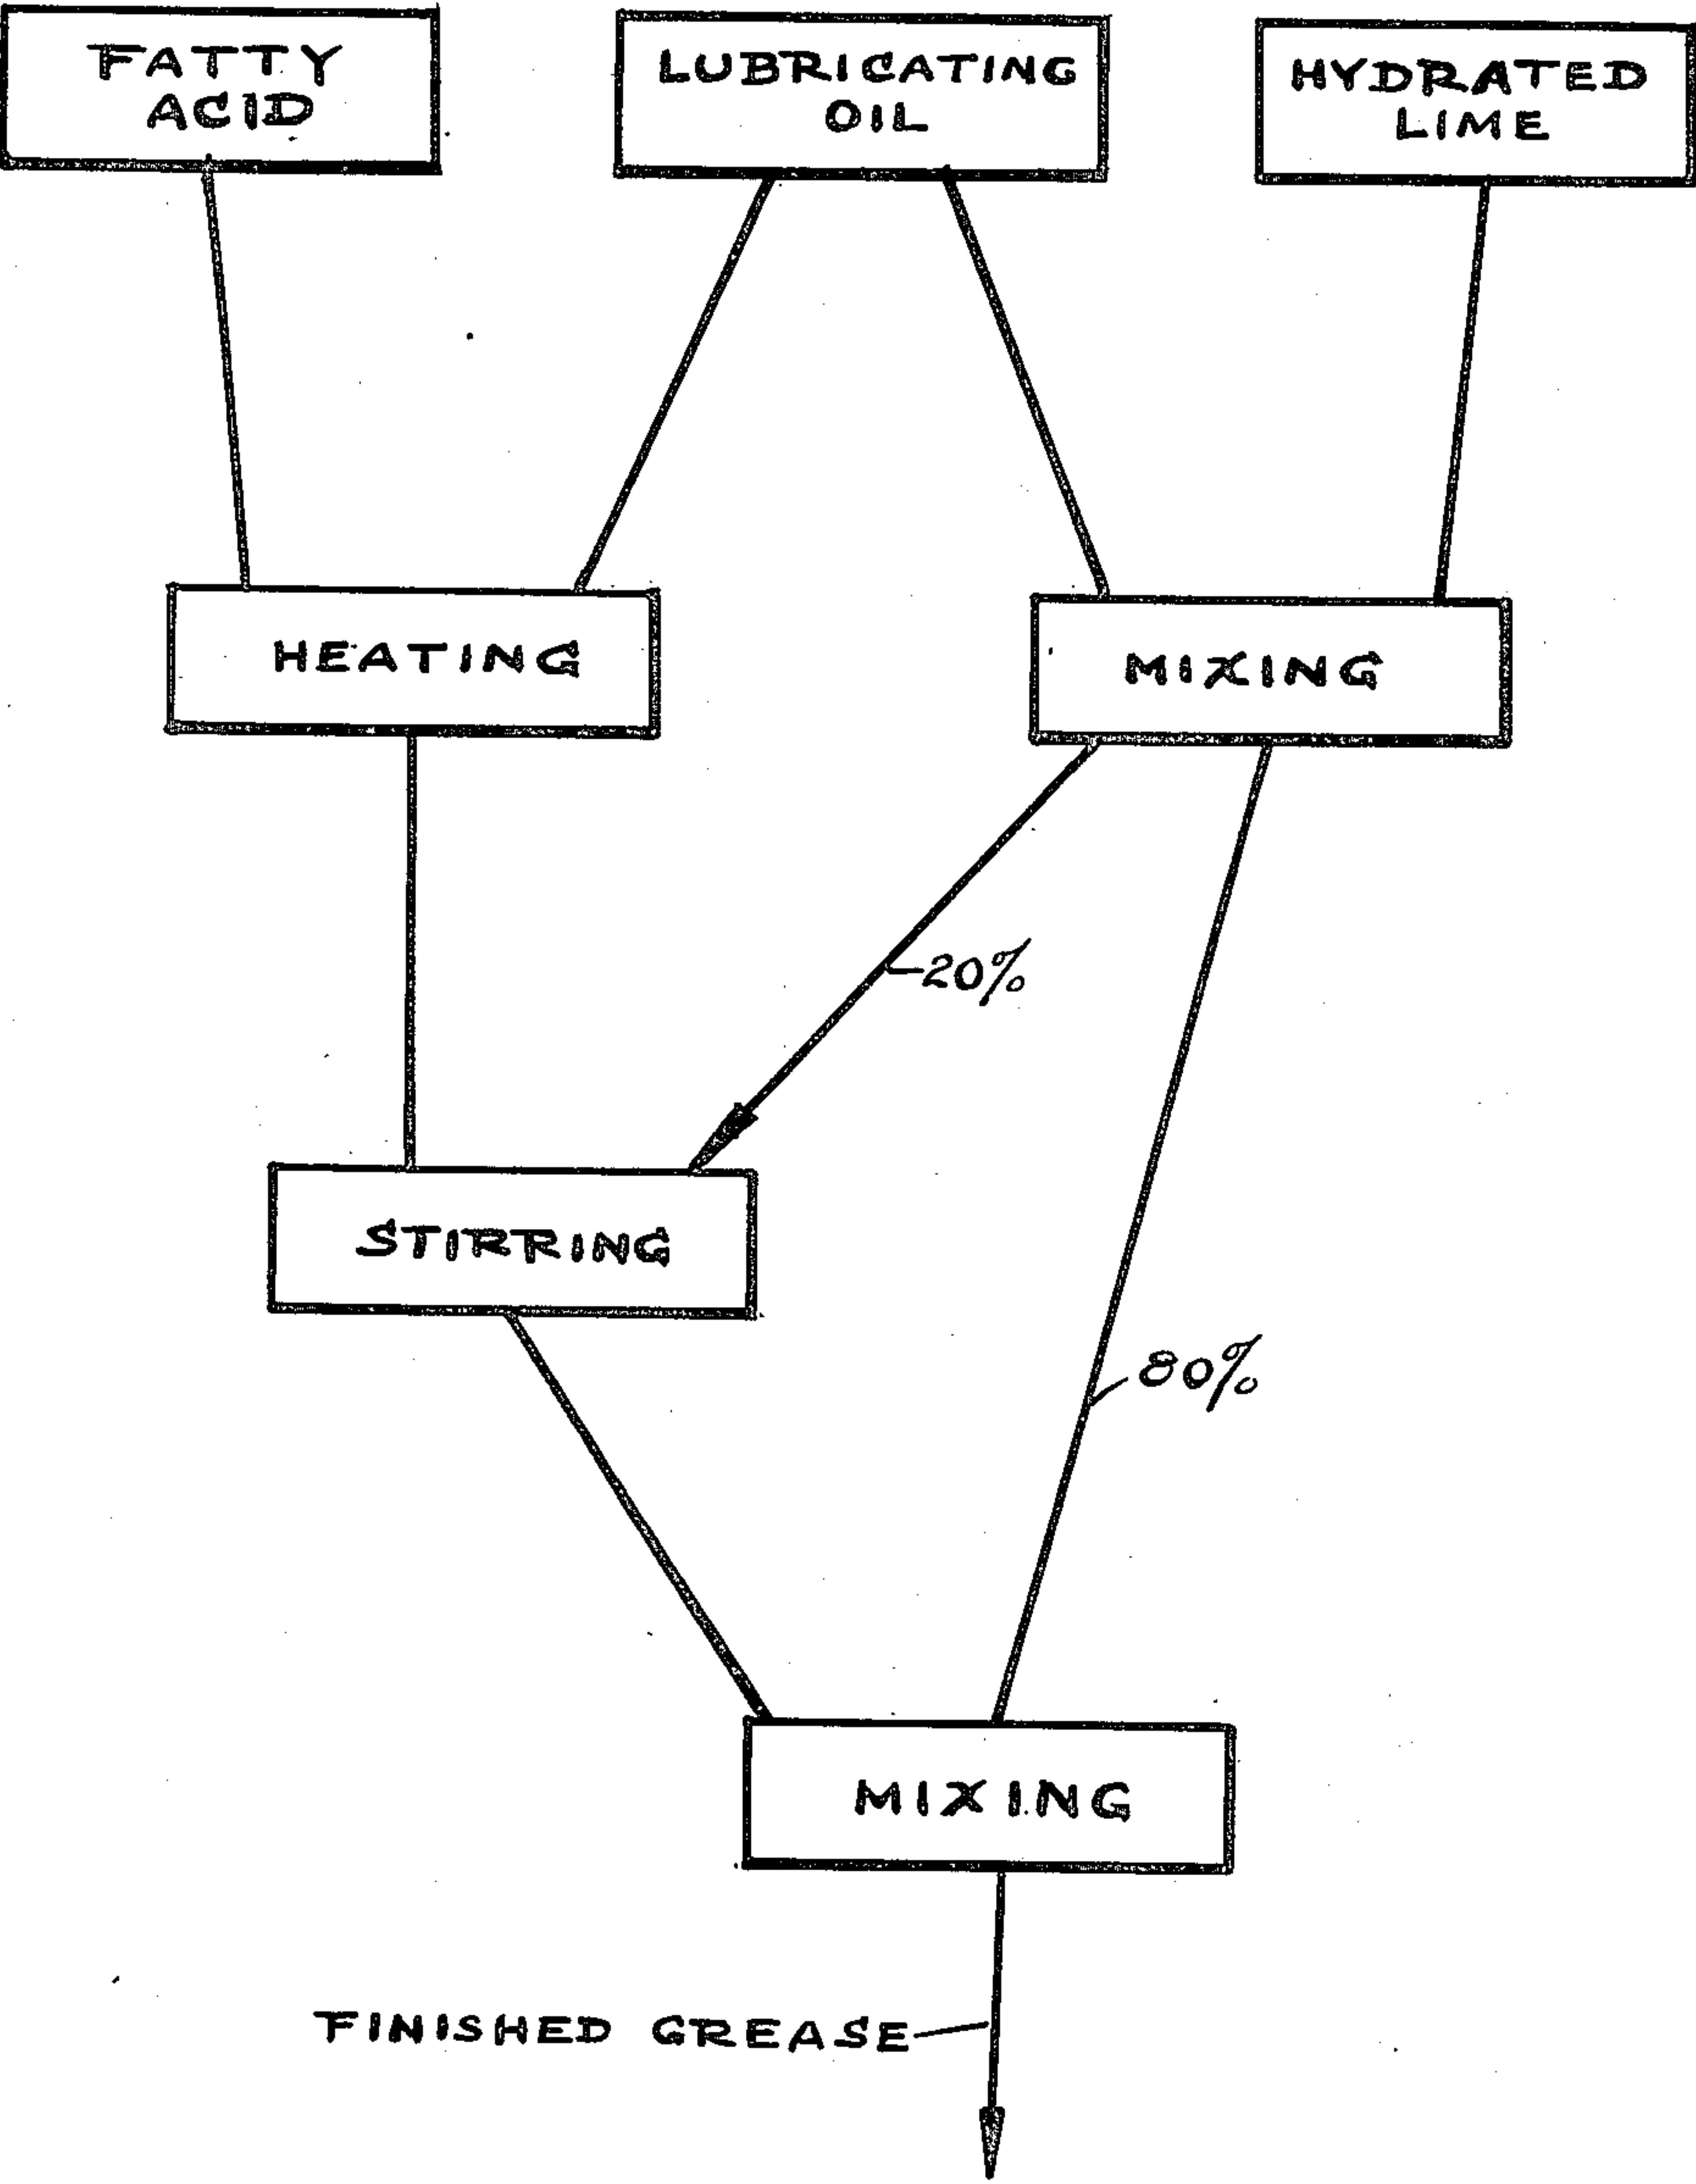 FATTY
ACID
LUBRICATING
OIL
HYDRATED
LIME
HEATING
MIXING
20%
STIRRING
80%
MIXING
FINISHED GREASE